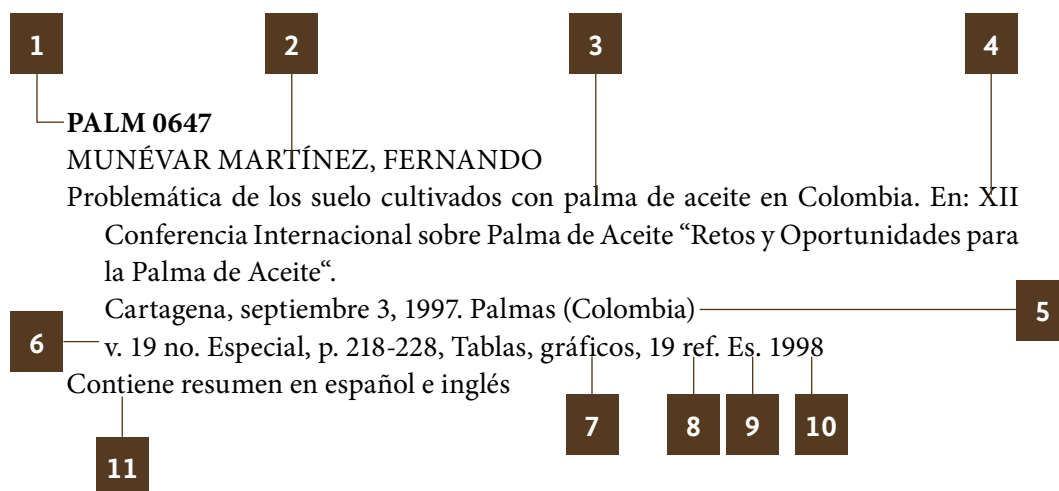 1 2 3 4
PALM 0647
MUNÉVAR MARTÍNEZ, FERNANDO
Problemática de los suelo cultivados con palma de aceite en Colombia. En: XII
Conferencia Internacional sobre Palma de Aceite “Retos y Oportunidades para
la Palma de Aceite“.
Cartagena, septiembre 3, 1997. Palmas (Colombia) 5
6 v. 19 no. Especial, p. 218-228, Tablas, gráficos, 19 ref. Es. 1998
Contiene resumen en español e inglés
7 8 9 10
11